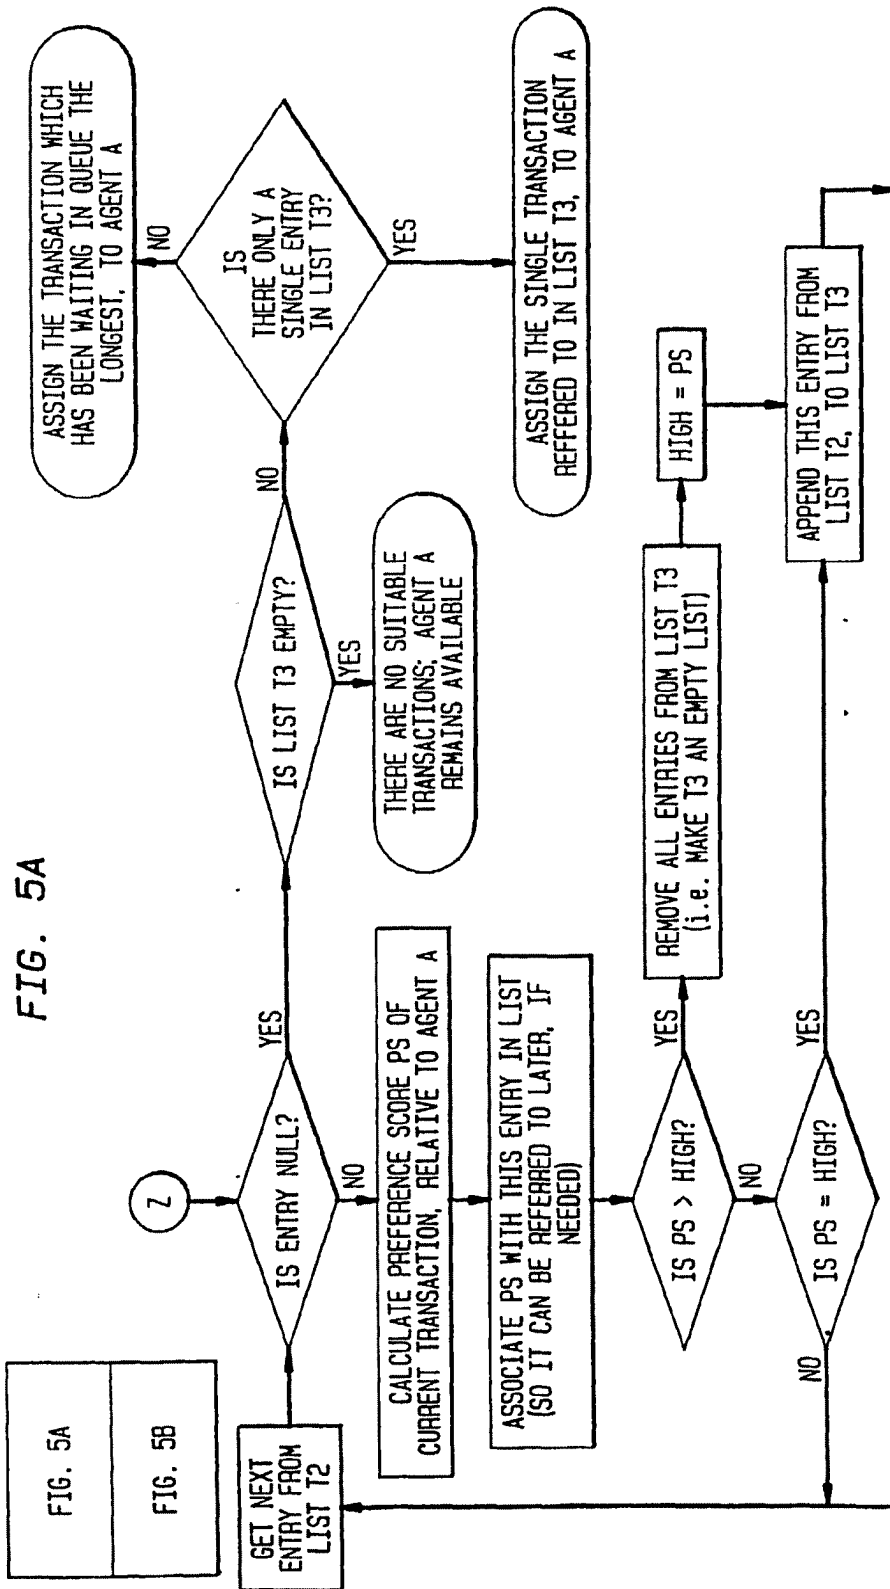 FIG. 5A
FIG. 5A
FIG. 5B
Z
GET NEXT
ENTRY FROM
LIST T2
IS ENTRY NULL?
YES
NO
IS LIST T3 EMPTY?
NO
YES
IS
THERE ONLY A
SINGLE ENTRY
IN LIST T3?
NO
YES
ASSIGN THE TRANSACTION WHICH
HAS BEEN WAITING IN QUEUE THE
LONGEST, TO AGENT A
THERE ARE NO SUITABLE
TRANSACTIONS; AGENT A
REMAINS AVAILABLE
ASSIGN THE SINGLE TRANSACTION
REFFERED TO IN LIST T3, TO AGENT A
CALCULATE PREFERENCE SCORE PS OF
CURRENT TRANSACTION, RELATIVE TO AGENT A
ASSOCIATE PS WITH THIS ENTRY IN LIST
(SO IT CAN BE REFERRED TO LATER, IF
NEEDED)
IS PS > HIGH?
YES
NO
REMOVE ALL ENTRIES FROM LIST T3
(i.e. MAKE T3 AN EMPTY LIST)
HIGH = PS
IS PS = HIGH?
NO
YES
APPEND THIS ENTRY FROM
LIST T2, TO LIST T3